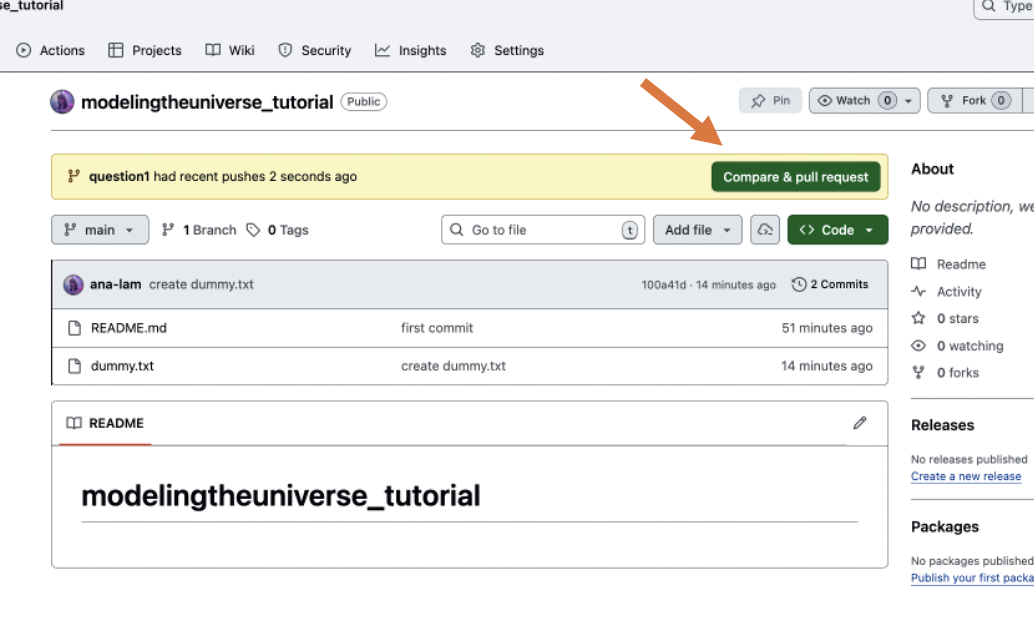 se_tutorial
Type
Actions Projects Wiki Security Insights Settings
modelingtheuniverse_tutorial Public
Pin Watch 0 Fork 0
question1 had recent pushes 2 seconds ago
Compare & pull request
main 1 Branch 0 Tags
Go to file t Add file Code
ana-lam create dummy.txt 100a41d · 14 minutes ago 2 Commits
README.md first commit 51 minutes ago
dummy.txt create dummy.txt 14 minutes ago
README
modelingtheuniverse_tutorial
About
No description, we
provided.
Readme
Activity
0 stars
0 watching
0 forks
Releases
No releases published
Create a new release
Packages
No packages published
Publish your first packa